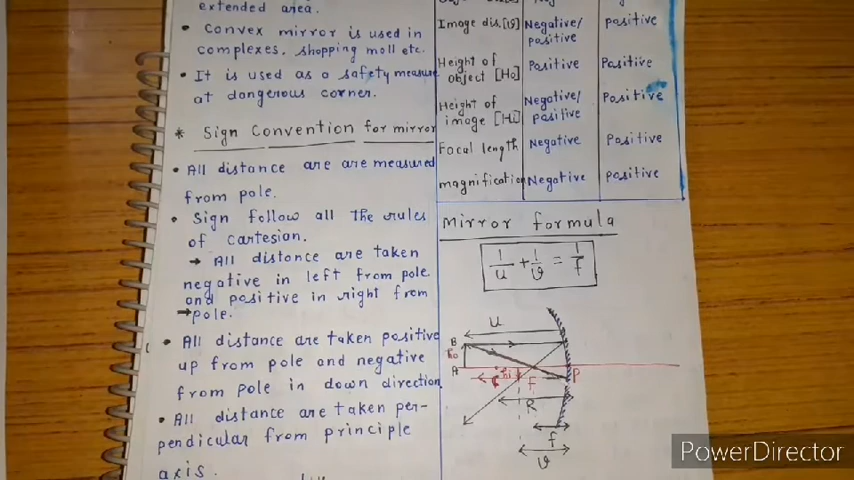 extended area.
• Convex mirror is used in
complexes, shopping moll etc.
• It is used as a safety measure
at dangerous corner.
* Sign Convention for mirror
• All distance are are measured
from pole.
• Sign follow all the rules
of cartesian.
→ All distance are taken
negative in left from pole
and positive in right from
→ pole.
• All distance are taken positive
up from pole and negative
from pole in down direction
• All distance are taken per-
pendicular from principle
axis.
Image dis.[v] Negative/ positive
positive
Height of Positive Positive
object [Ho]
Height of Negative/ Positive
image [Hi] positive
Focal length Negative Positive
magnification Negative Positive
Mirror formula
1/u + 1/v = 1/f
u
B
ho
A
hi
F
P
R
f
v
PowerDirector